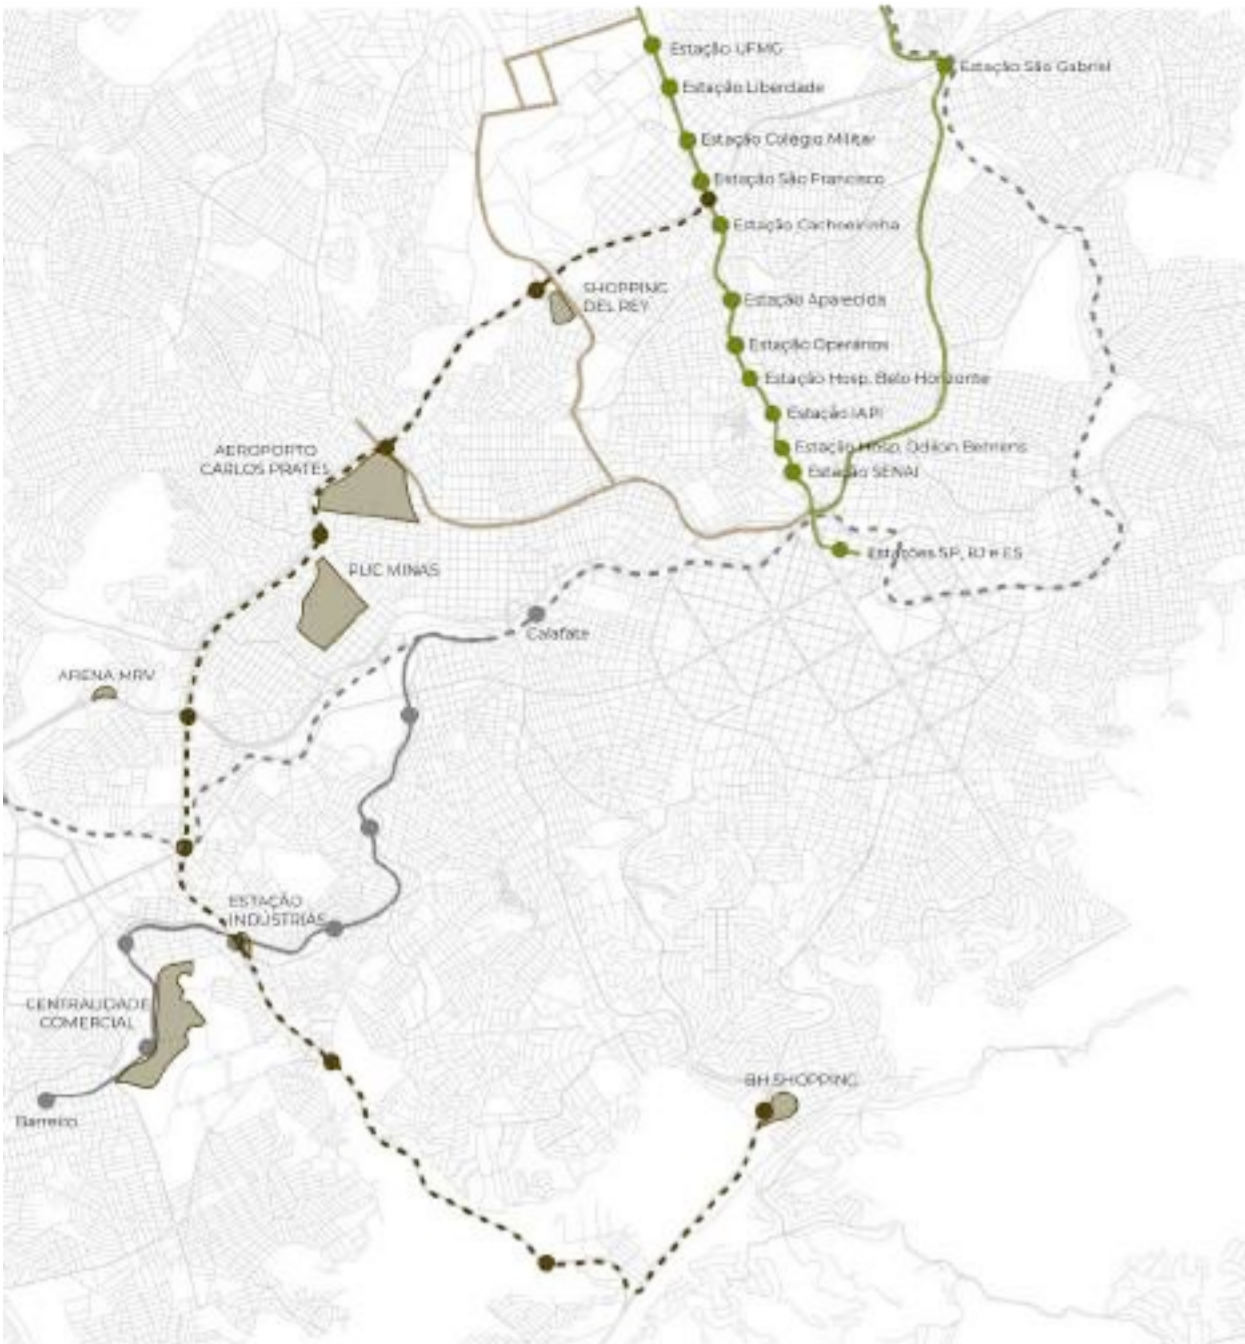 Estação UFMG
Estação São Gabriel
Estação Liberdade
Estação Colégio Militar
Estação São Francisco
Estação Cachoeirinha
SHOPPING
DEL REY
Estação Aparecida
Estação Operários
Estação Hosp. Belo Horizonte
Estação IAPI
AEROPORTO
CARLOS PRATES
Estação Hosp. Odilon Behrens
Estação SENAI
Estações SP, RJ e ES
PUC MINAS
Calafate
ARENA MRV
ESTAÇÃO
INDÚSTRIAS
CENTRALIDADE
COMERCIAL
BH SHOPPING
Barreiro